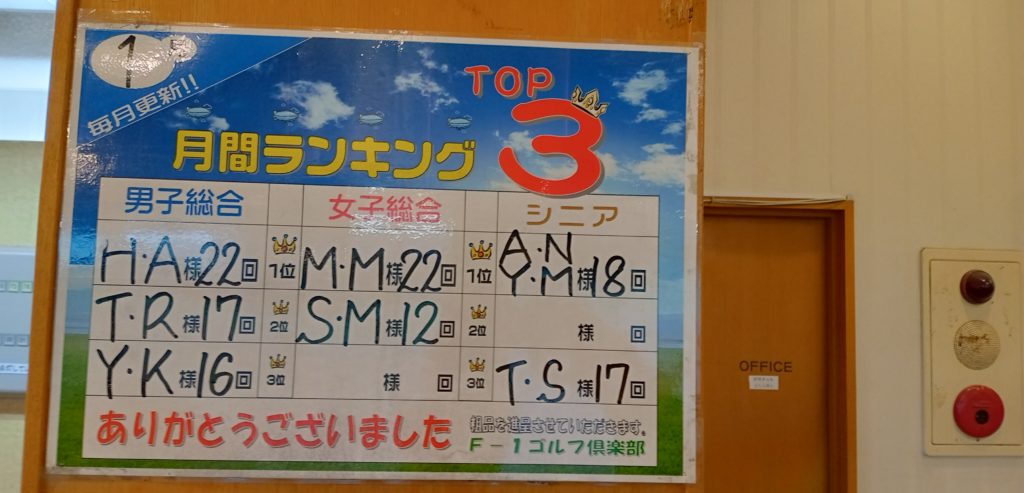 1月
毎月更新!!
TOP
3
月間ランキング
男子総合 女子総合 シニア
H・A様22回 1位 M・M様22回 1位 A・N Y・M様18回
T・R様17回 2位 S・M様12回 2位 様 回
Y・K様16回 3位 様 回 3位 T・S様17回
ありがとうございました
粗品を進呈させていただきます。
F-1ゴルフ倶楽部
OFFICE